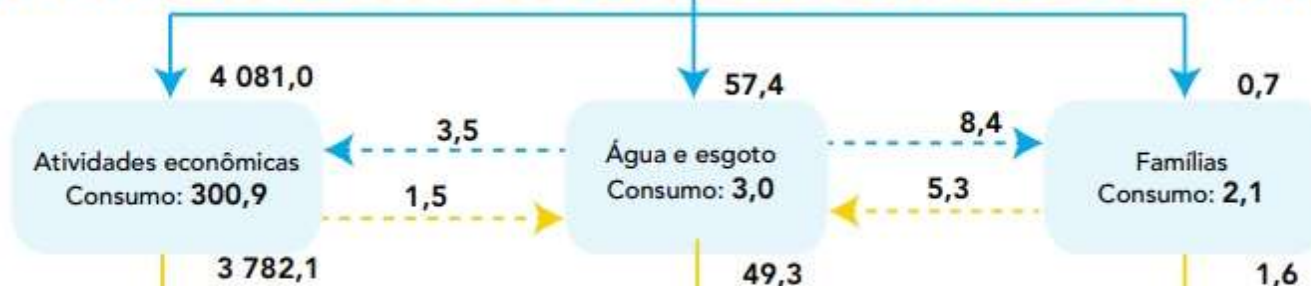 4 081,0
57,4
0,7
3,5
8,4
Atividades econômicas
Consumo: 300,9
Água e esgoto
Consumo: 3,0
Famílias
Consumo: 2,1
1,5
5,3
3 782,1
49,3
1,6